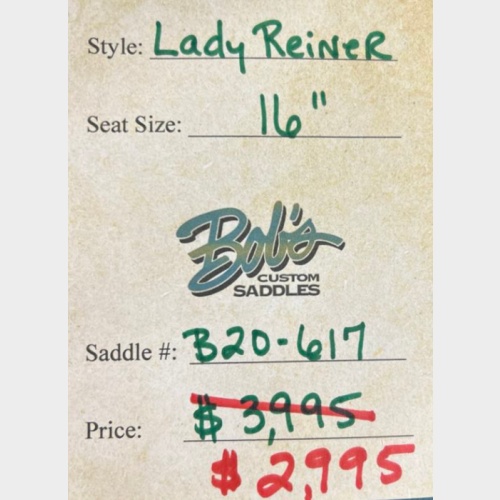 Style: Lady Reiner
Seat Size: 16"
Bob's
CUSTOM
SADDLES
Saddle #: B20-617
Price: $3,995
$2,995